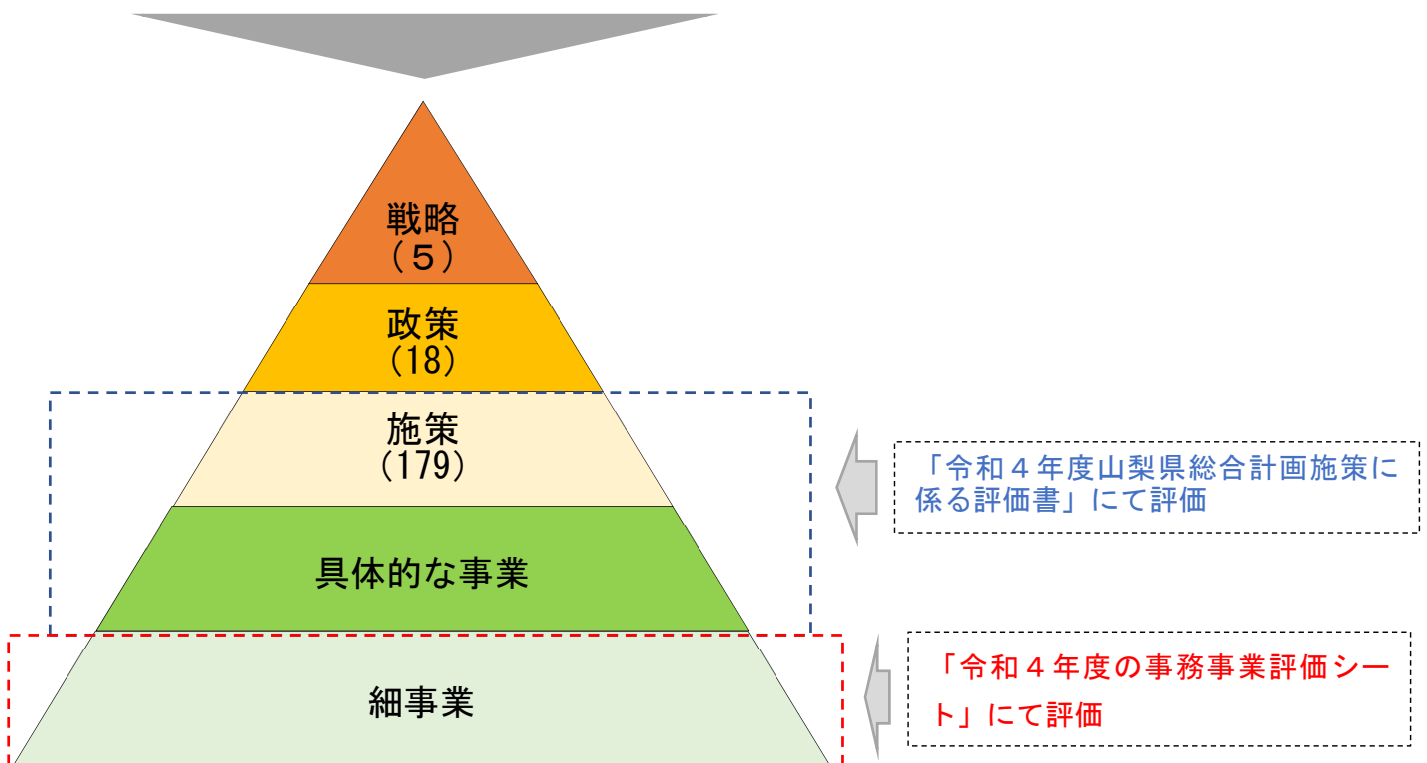 戦略
（５）
政策
（18）
施策
（179）
「令和４年度山梨県総合計画施策に
係る評価書」にて評価
具体的な事業
細事業
「令和４年度の事務事業評価シー
ト」にて評価